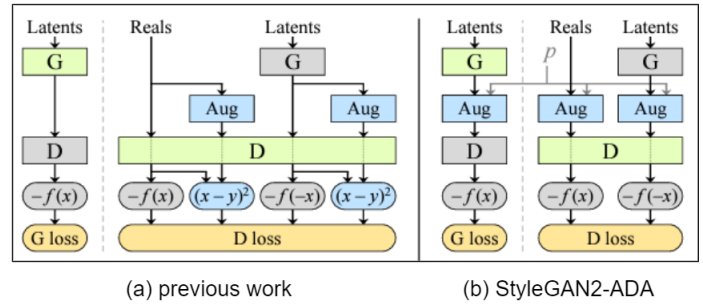 Latents Reals Latents Latents Reals Latents
G G p G G
Aug Aug Aug Aug Aug
D D D D
−f(x) −f(x) (x−y)² −f(−x) (x−y)² −f(x) −f(x) −f(−x)
G loss D loss G loss D loss
(a) previous work (b) StyleGAN2-ADA